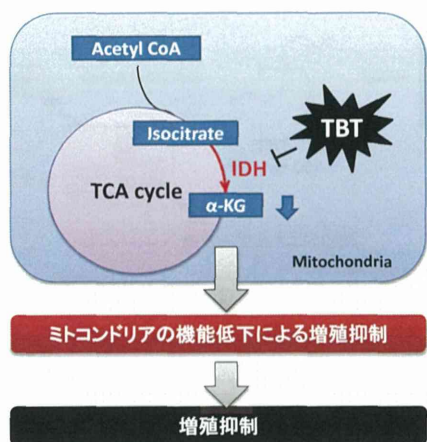 Acetyl CoA
Isocitrate
TBT
IDH
TCA cycle
α-KG
Mitochondria
ミトコンドリアの機能低下による増殖抑制
増殖抑制